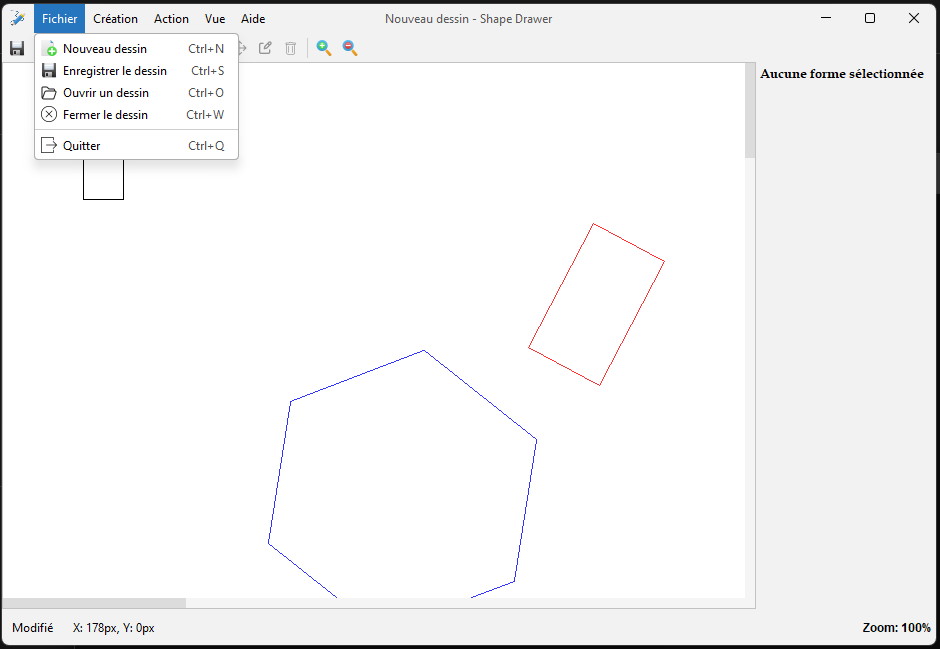 Fichier Création Action Vue Aide Nouveau dessin - Shape Drawer
Nouveau dessin Ctrl+N
Enregistrer le dessin Ctrl+S
Ouvrir un dessin Ctrl+O
Fermer le dessin Ctrl+W
Quitter Ctrl+Q
Aucune forme sélectionnée
Modifié X: 178px, Y: 0px Zoom: 100%